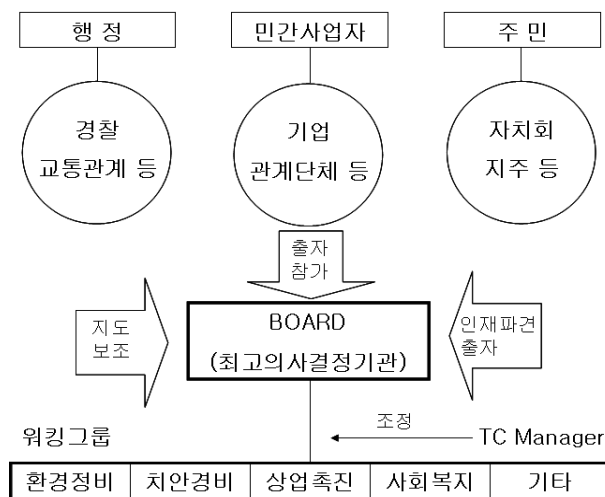 행 정
민간사업자
주 민
경찰
교통관계 등
기업
관계단체 등
자치회
지주 등
출자
참가
지도
보조
BOARD
(최고의사결정기관)
인재파견
출자
조정
워킹그룹
TC Manager
환경정비
치안경비
상업촉진
사회복지
기타